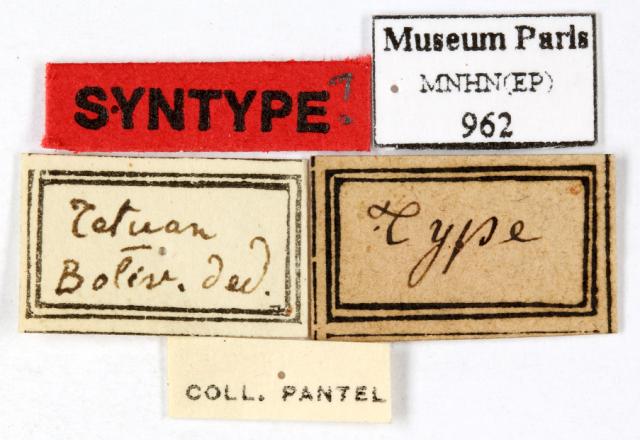 SYNTYPE ?
Museum Paris
MNHN(EP)
962
Tetuan
Boliv. ded.
Type
COLL. PANTEL